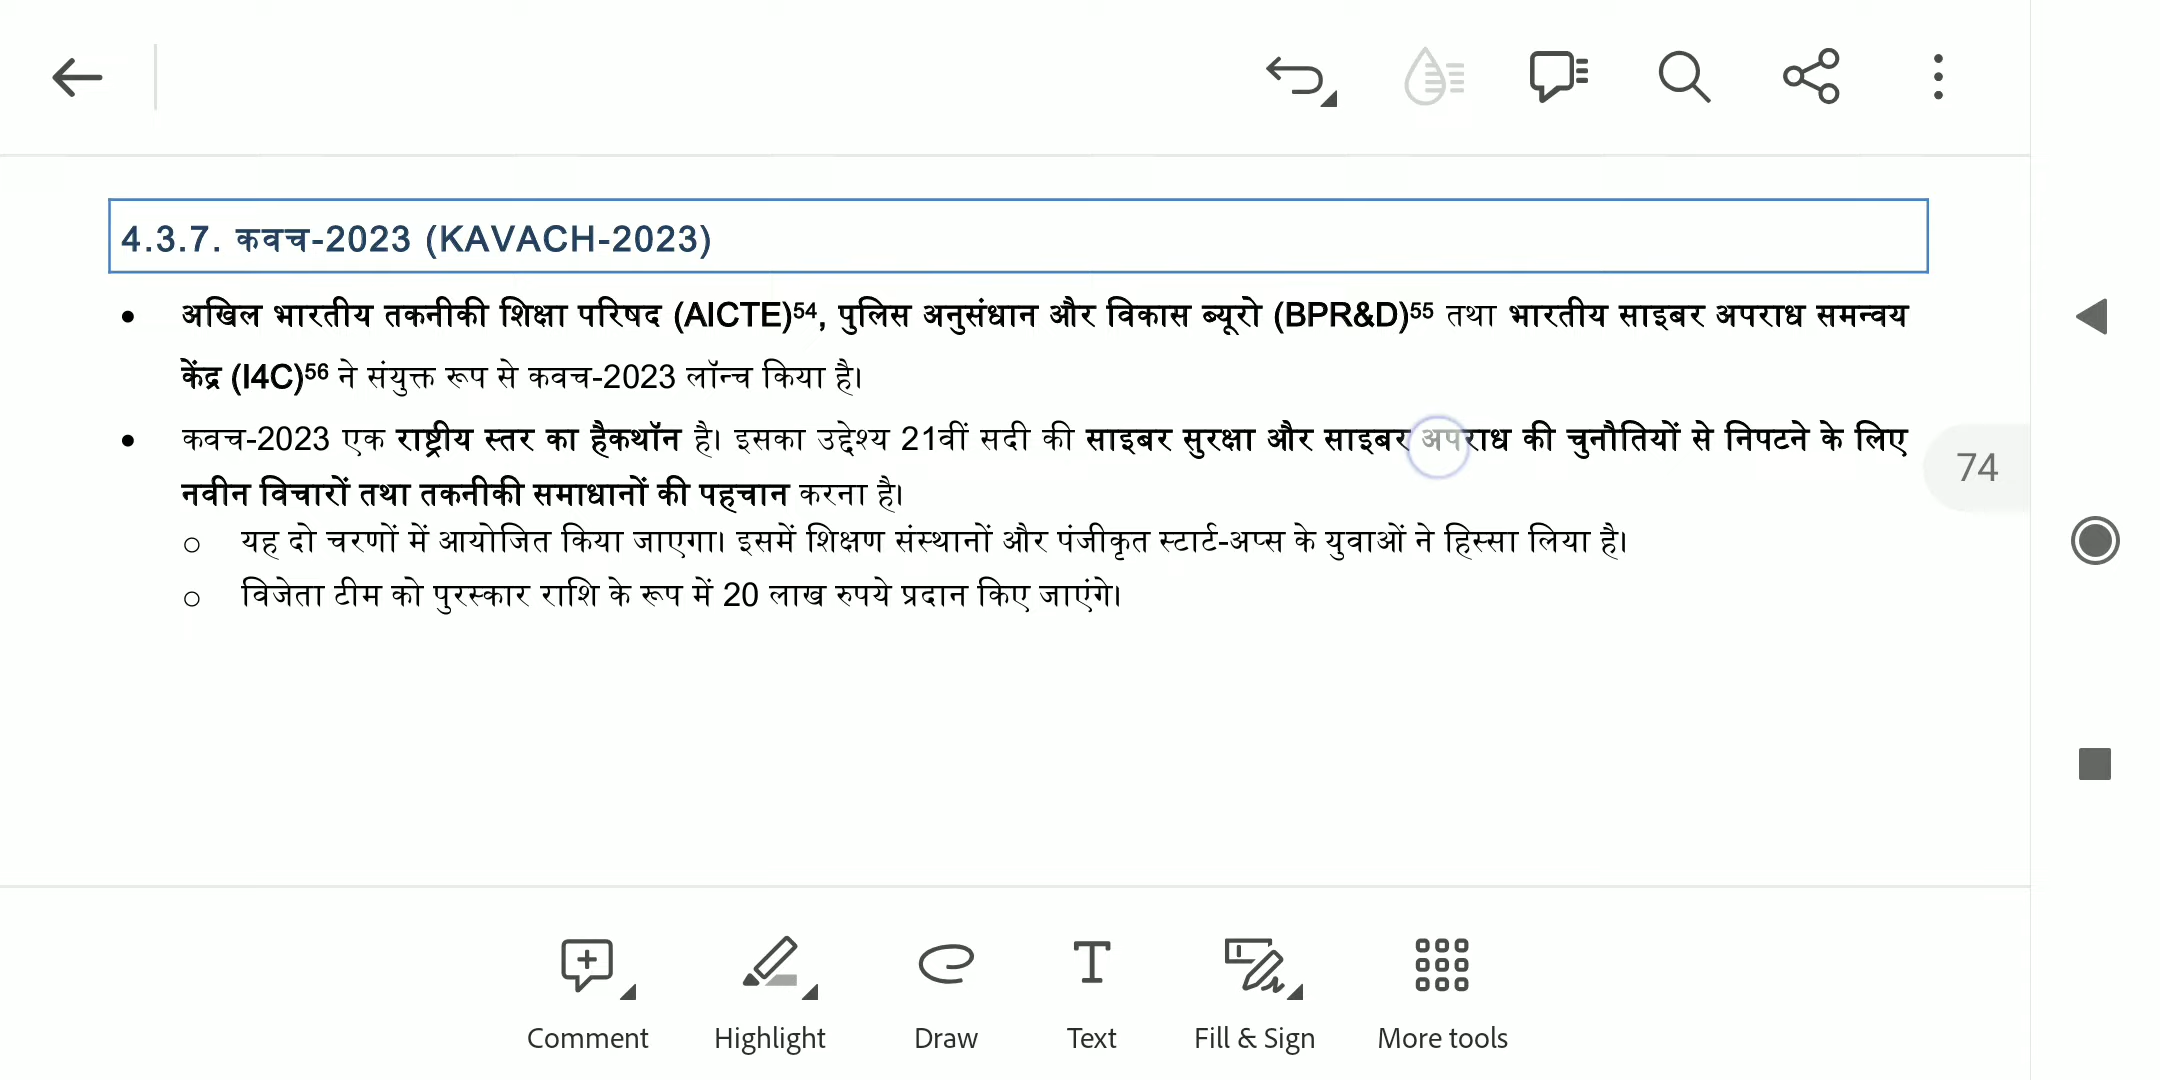 4.3.7. कवच-2023 (KAVACH-2023)
• अखिल भारतीय तकनीकी शिक्षा परिषद (AICTE)54, पुलिस अनुसंधान और विकास ब्यूरो (BPR&D)55 तथा भारतीय साइबर अपराध समन्वय
केंद्र (I4C)56 ने संयुक्त रूप से कवच-2023 लॉन्च किया है।
• कवच-2023 एक राष्ट्रीय स्तर का हैकथॉन है। इसका उद्देश्य 21वीं सदी की साइबर सुरक्षा और साइबर अपराध की चुनौतियों से निपटने के लिए
नवीन विचारों तथा तकनीकी समाधानों की पहचान करना है।
○ यह दो चरणों में आयोजित किया जाएगा। इसमें शिक्षण संस्थानों और पंजीकृत स्टार्ट-अप्स के युवाओं ने हिस्सा लिया है।
○ विजेता टीम को पुरस्कार राशि के रूप में 20 लाख रुपये प्रदान किए जाएंगे।
74
Comment Highlight Draw Text Fill & Sign More tools